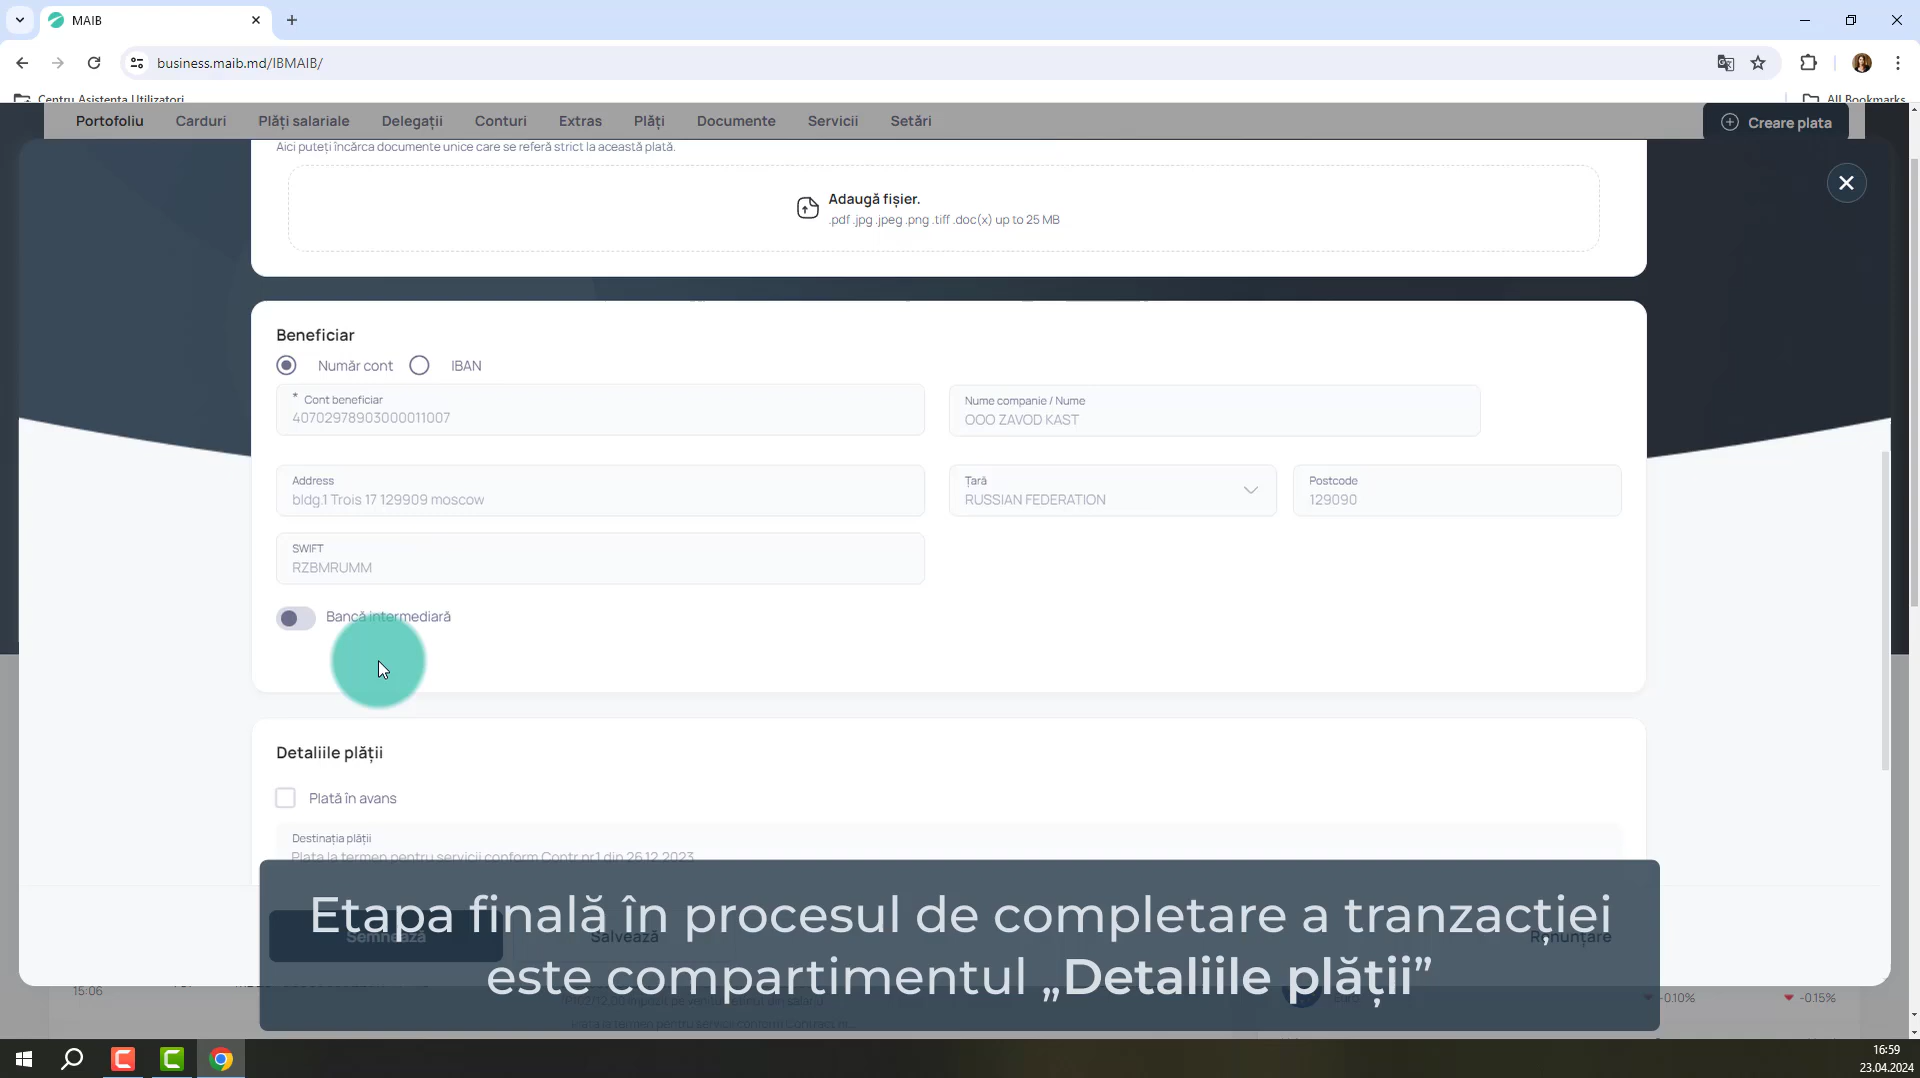 MAIB
business.maib.md/IBMAIB/
Centru Asistenta Utilizatori
All Bookmarks
Portofoliu Carduri Plăți salariale Delegații Conturi Extras Plăți Documente Servicii Setări
Creare plata
Aici puteți încărca documente unice care se referă strict la această plată.
Adaugă fișier.
.pdf .jpg .jpeg .png .tiff .doc(x) up to 25 MB
Beneficiar
Număr cont IBAN
* Cont beneficiar
40702978903000011007
Nume companie / Nume
OOO ZAVOD KAST
Address
bldg.1 Trois 17 129909 moscow
Țară
RUSSIAN FEDERATION
Postcode
129090
SWIFT
RZBMRUMM
Bancă intermediară
Detaliile plății
Plată în avans
Destinația plății
Plata la termen pentru servicii conform Contr nr.1 din 26.12.2023
Semnează
Salvează
Renunțare
Etapa finală în procesul de completare a tranzacției
este compartimentul „Detaliile plății”
15:06
-0.10%
-0.15%
16:59
23.04.2024